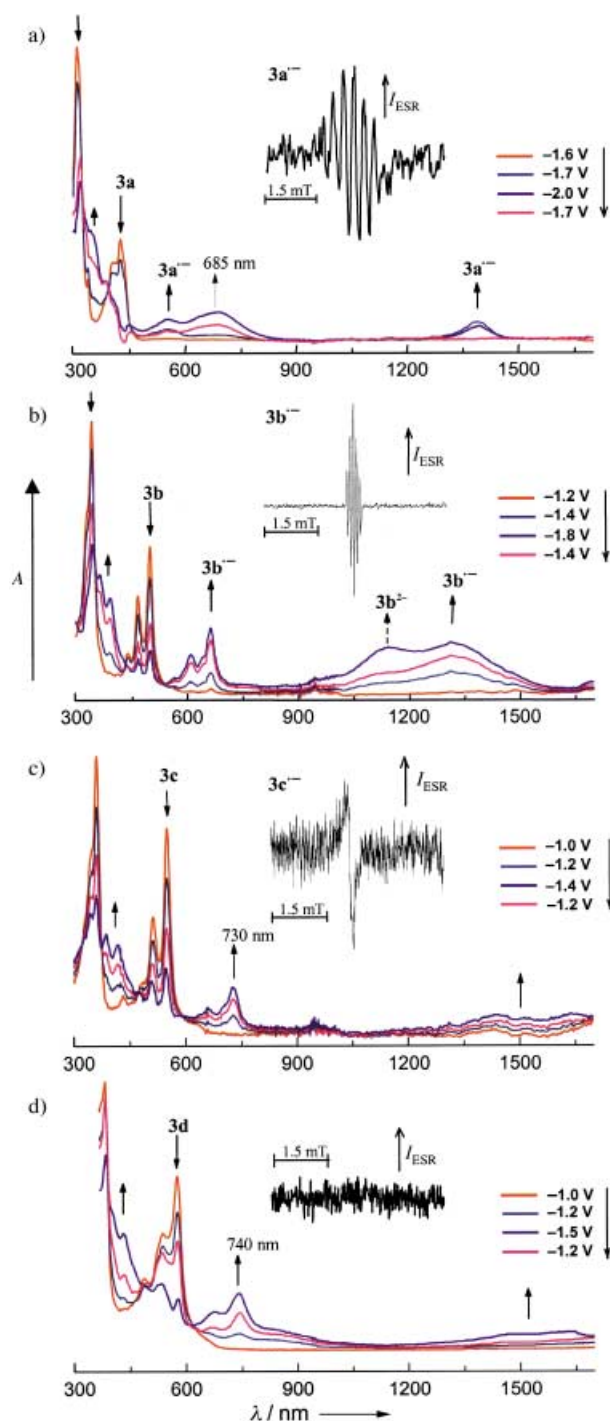 a)
3a•−
I ESR
1.5 mT
3a
3a•−
685 nm
3a•−
−1.6 V
−1.7 V
−2.0 V
−1.7 V
300 600 900 1200 1500
b)
3b•−
I ESR
1.5 mT
3b
3b•−
3b2−
3b•−
−1.2 V
−1.4 V
−1.8 V
−1.4 V
A
300 600 900 1200 1500
c)
3c•−
I ESR
1.5 mT
3c
730 nm
−1.0 V
−1.2 V
−1.4 V
−1.2 V
300 600 900 1200 1500
d)
3d
1.5 mT
I ESR
740 nm
−1.0 V
−1.2 V
−1.5 V
−1.2 V
300 600 900 1200 1500
λ / nm